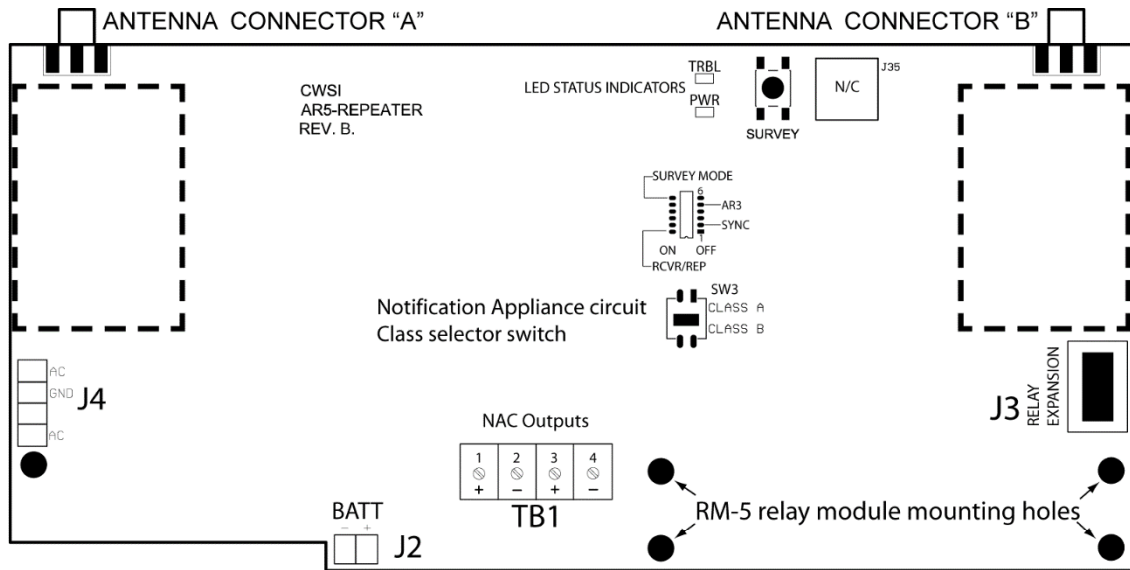 ANTENNA CONNECTOR "A"
ANTENNA CONNECTOR "B"
CWSI
AR5-REPEATER
REV. B.
LED STATUS INDICATORS
TRBL
PWR
SURVEY
N/C
J35
SURVEY MODE
6
AR3
SYNC
1
ON OFF
RCVR/REP
Notification Appliance circuit
Class selector switch
SW3
CLASS A
CLASS B
AC
GND
AC
J4
J3
RELAY
EXPANSION
NAC Outputs
1 2 3 4
+ – + –
TB1
BATT
- +
J2
RM-5 relay module mounting holes